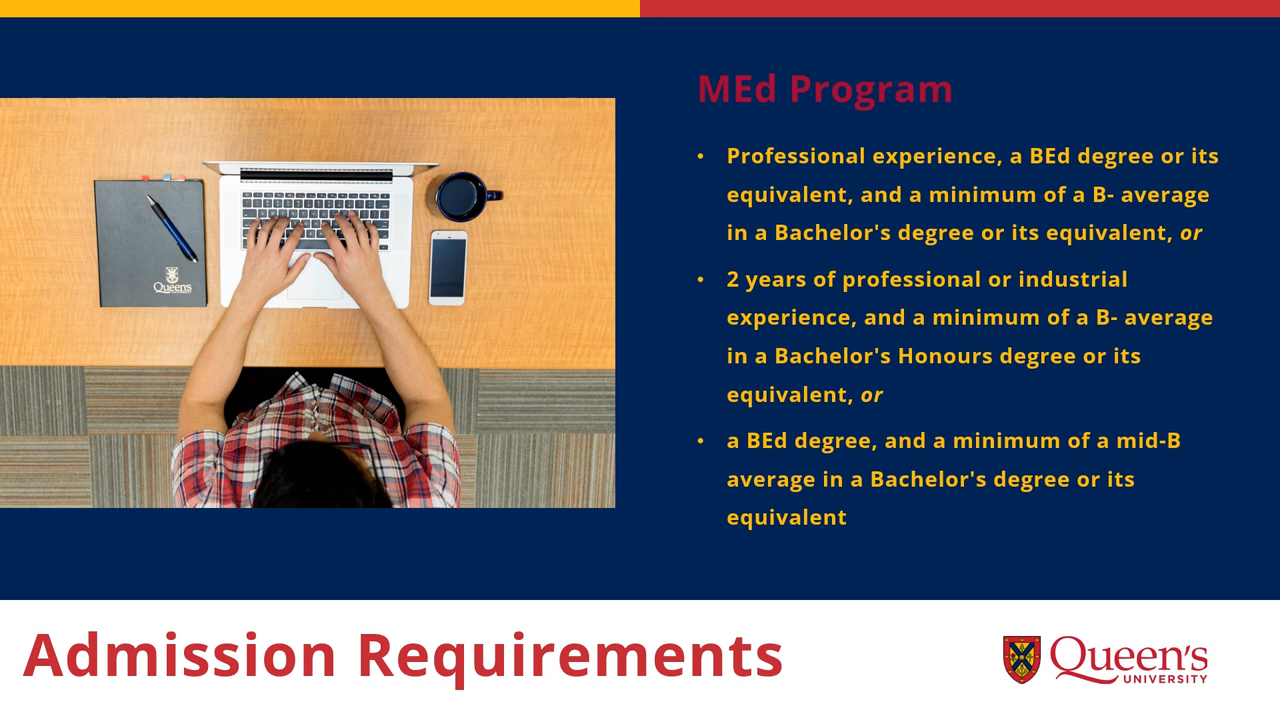 MEd Program
• Professional experience, a BEd degree or its
equivalent, and a minimum of a B- average
in a Bachelor's degree or its equivalent, or
• 2 years of professional or industrial
experience, and a minimum of a B- average
in a Bachelor's Honours degree or its
equivalent, or
• a BEd degree, and a minimum of a mid-B
average in a Bachelor's degree or its
equivalent
Queen's
Admission Requirements
Queen's
UNIVERSITY